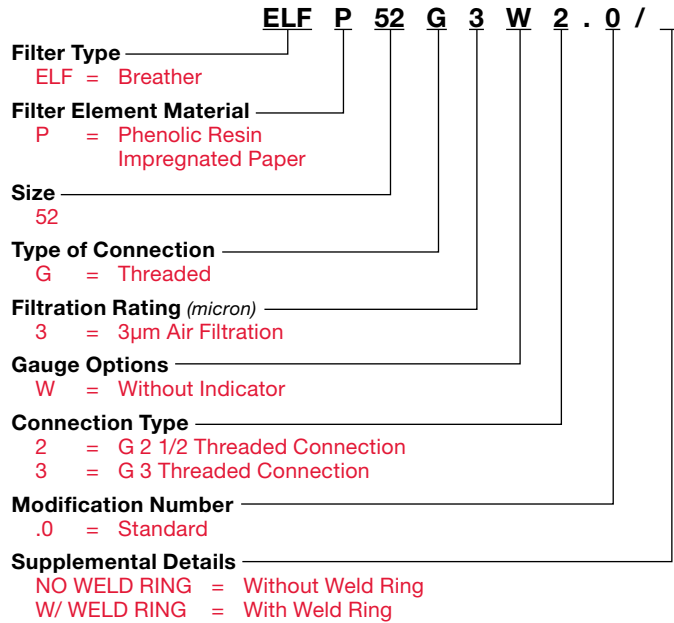 ELF P 52 G 3 W 2 . 0 / _
Filter Type
ELF = Breather
Filter Element Material
P = Phenolic Resin
Impregnated Paper
Size
52
Type of Connection
G = Threaded
Filtration Rating (micron)
3 = 3µm Air Filtration
Gauge Options
W = Without Indicator
Connection Type
2 = G 2 1/2 Threaded Connection
3 = G 3 Threaded Connection
Modification Number
.0 = Standard
Supplemental Details
NO WELD RING = Without Weld Ring
W/ WELD RING = With Weld Ring